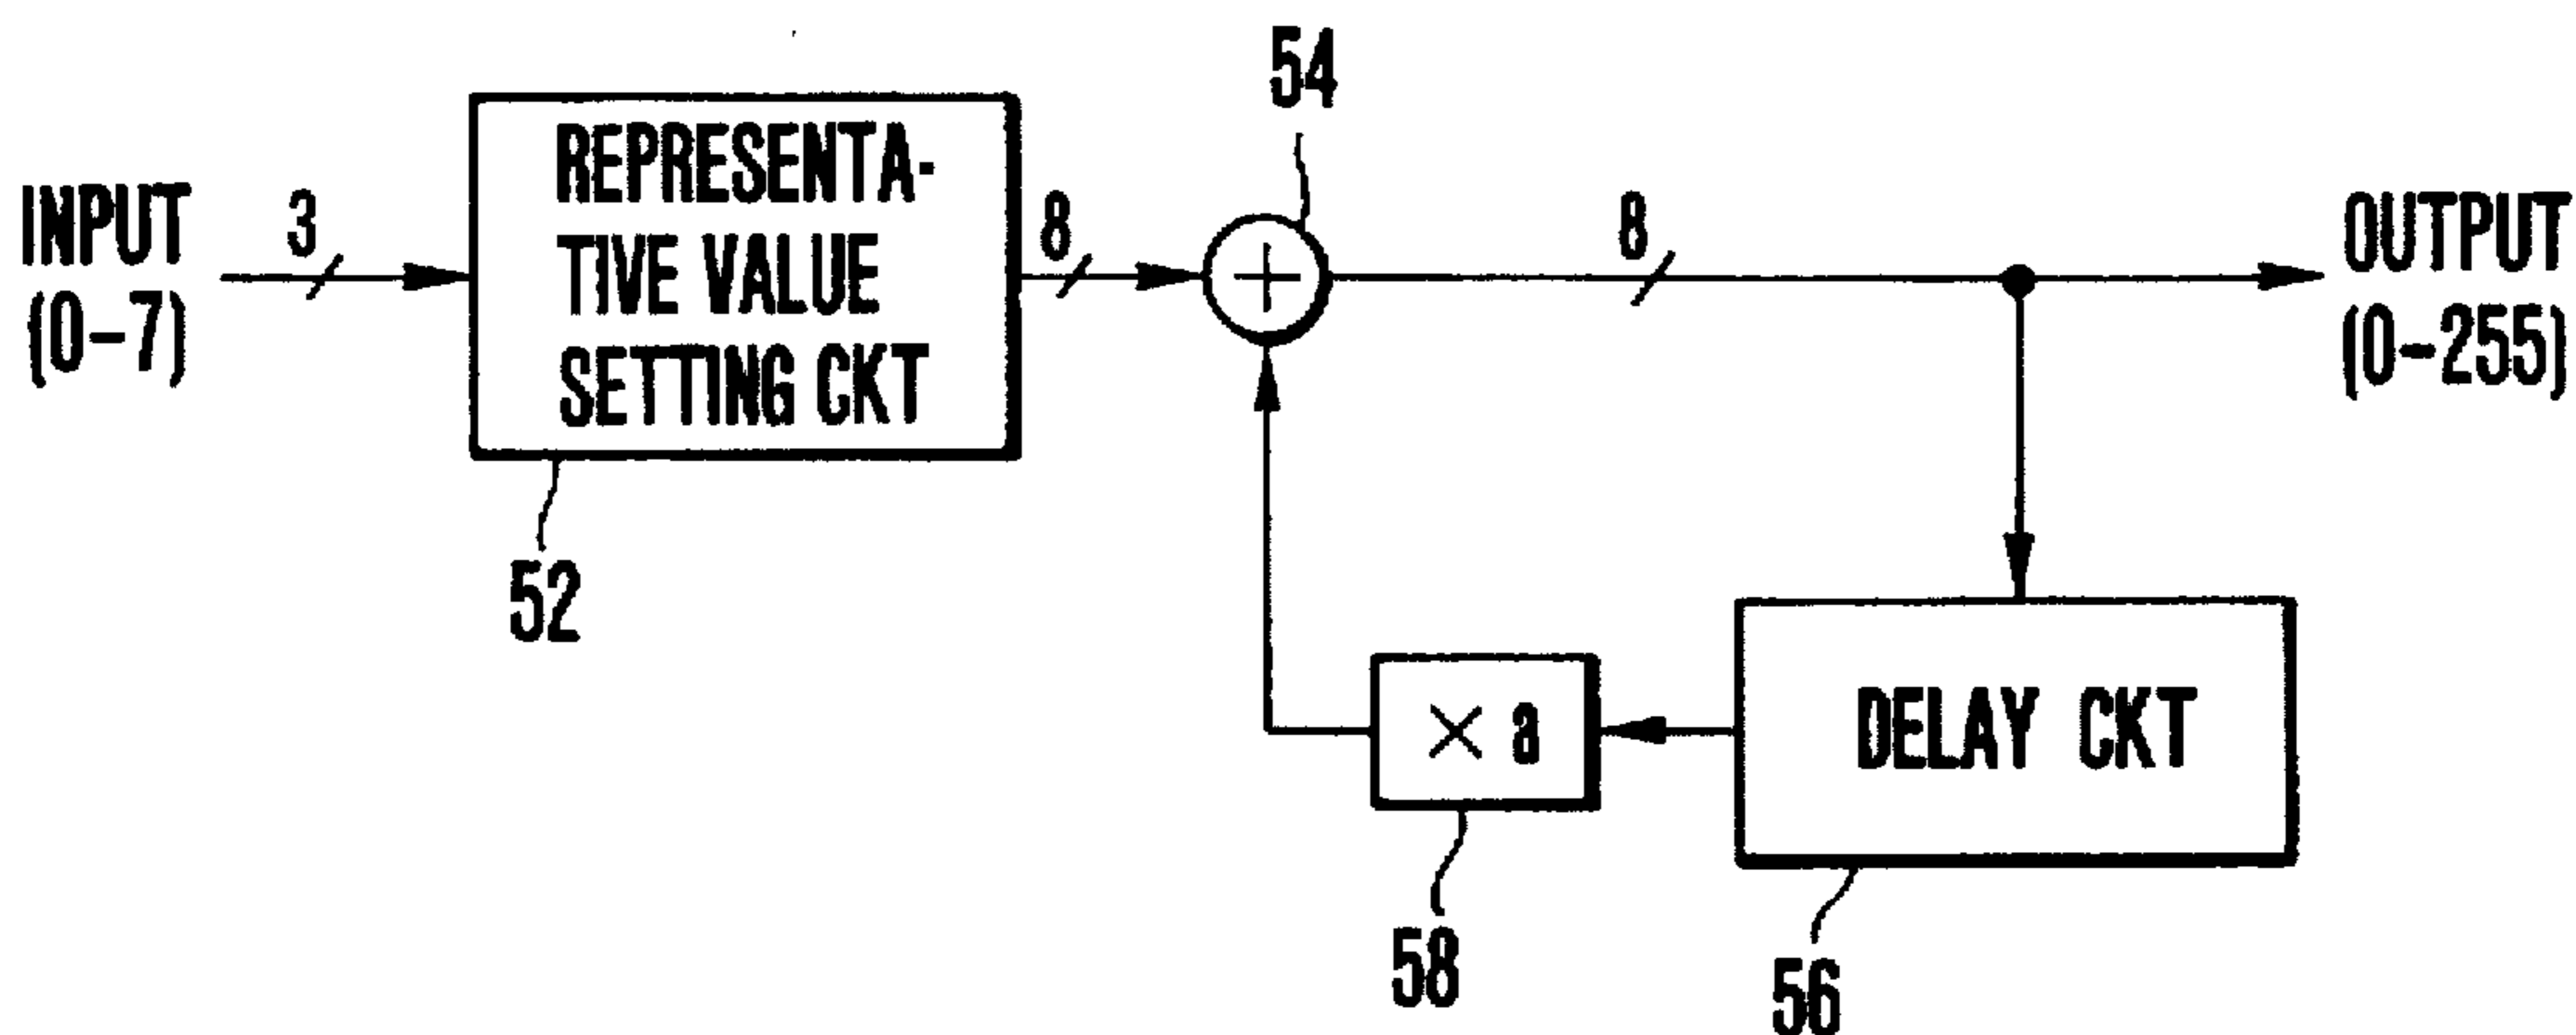 INPUT
(0-7)
3
REPRESENTA-
TIVE VALUE
SETTING CKT
52
8
54
8
OUTPUT
(0-255)
× a
58
DELAY CKT
56